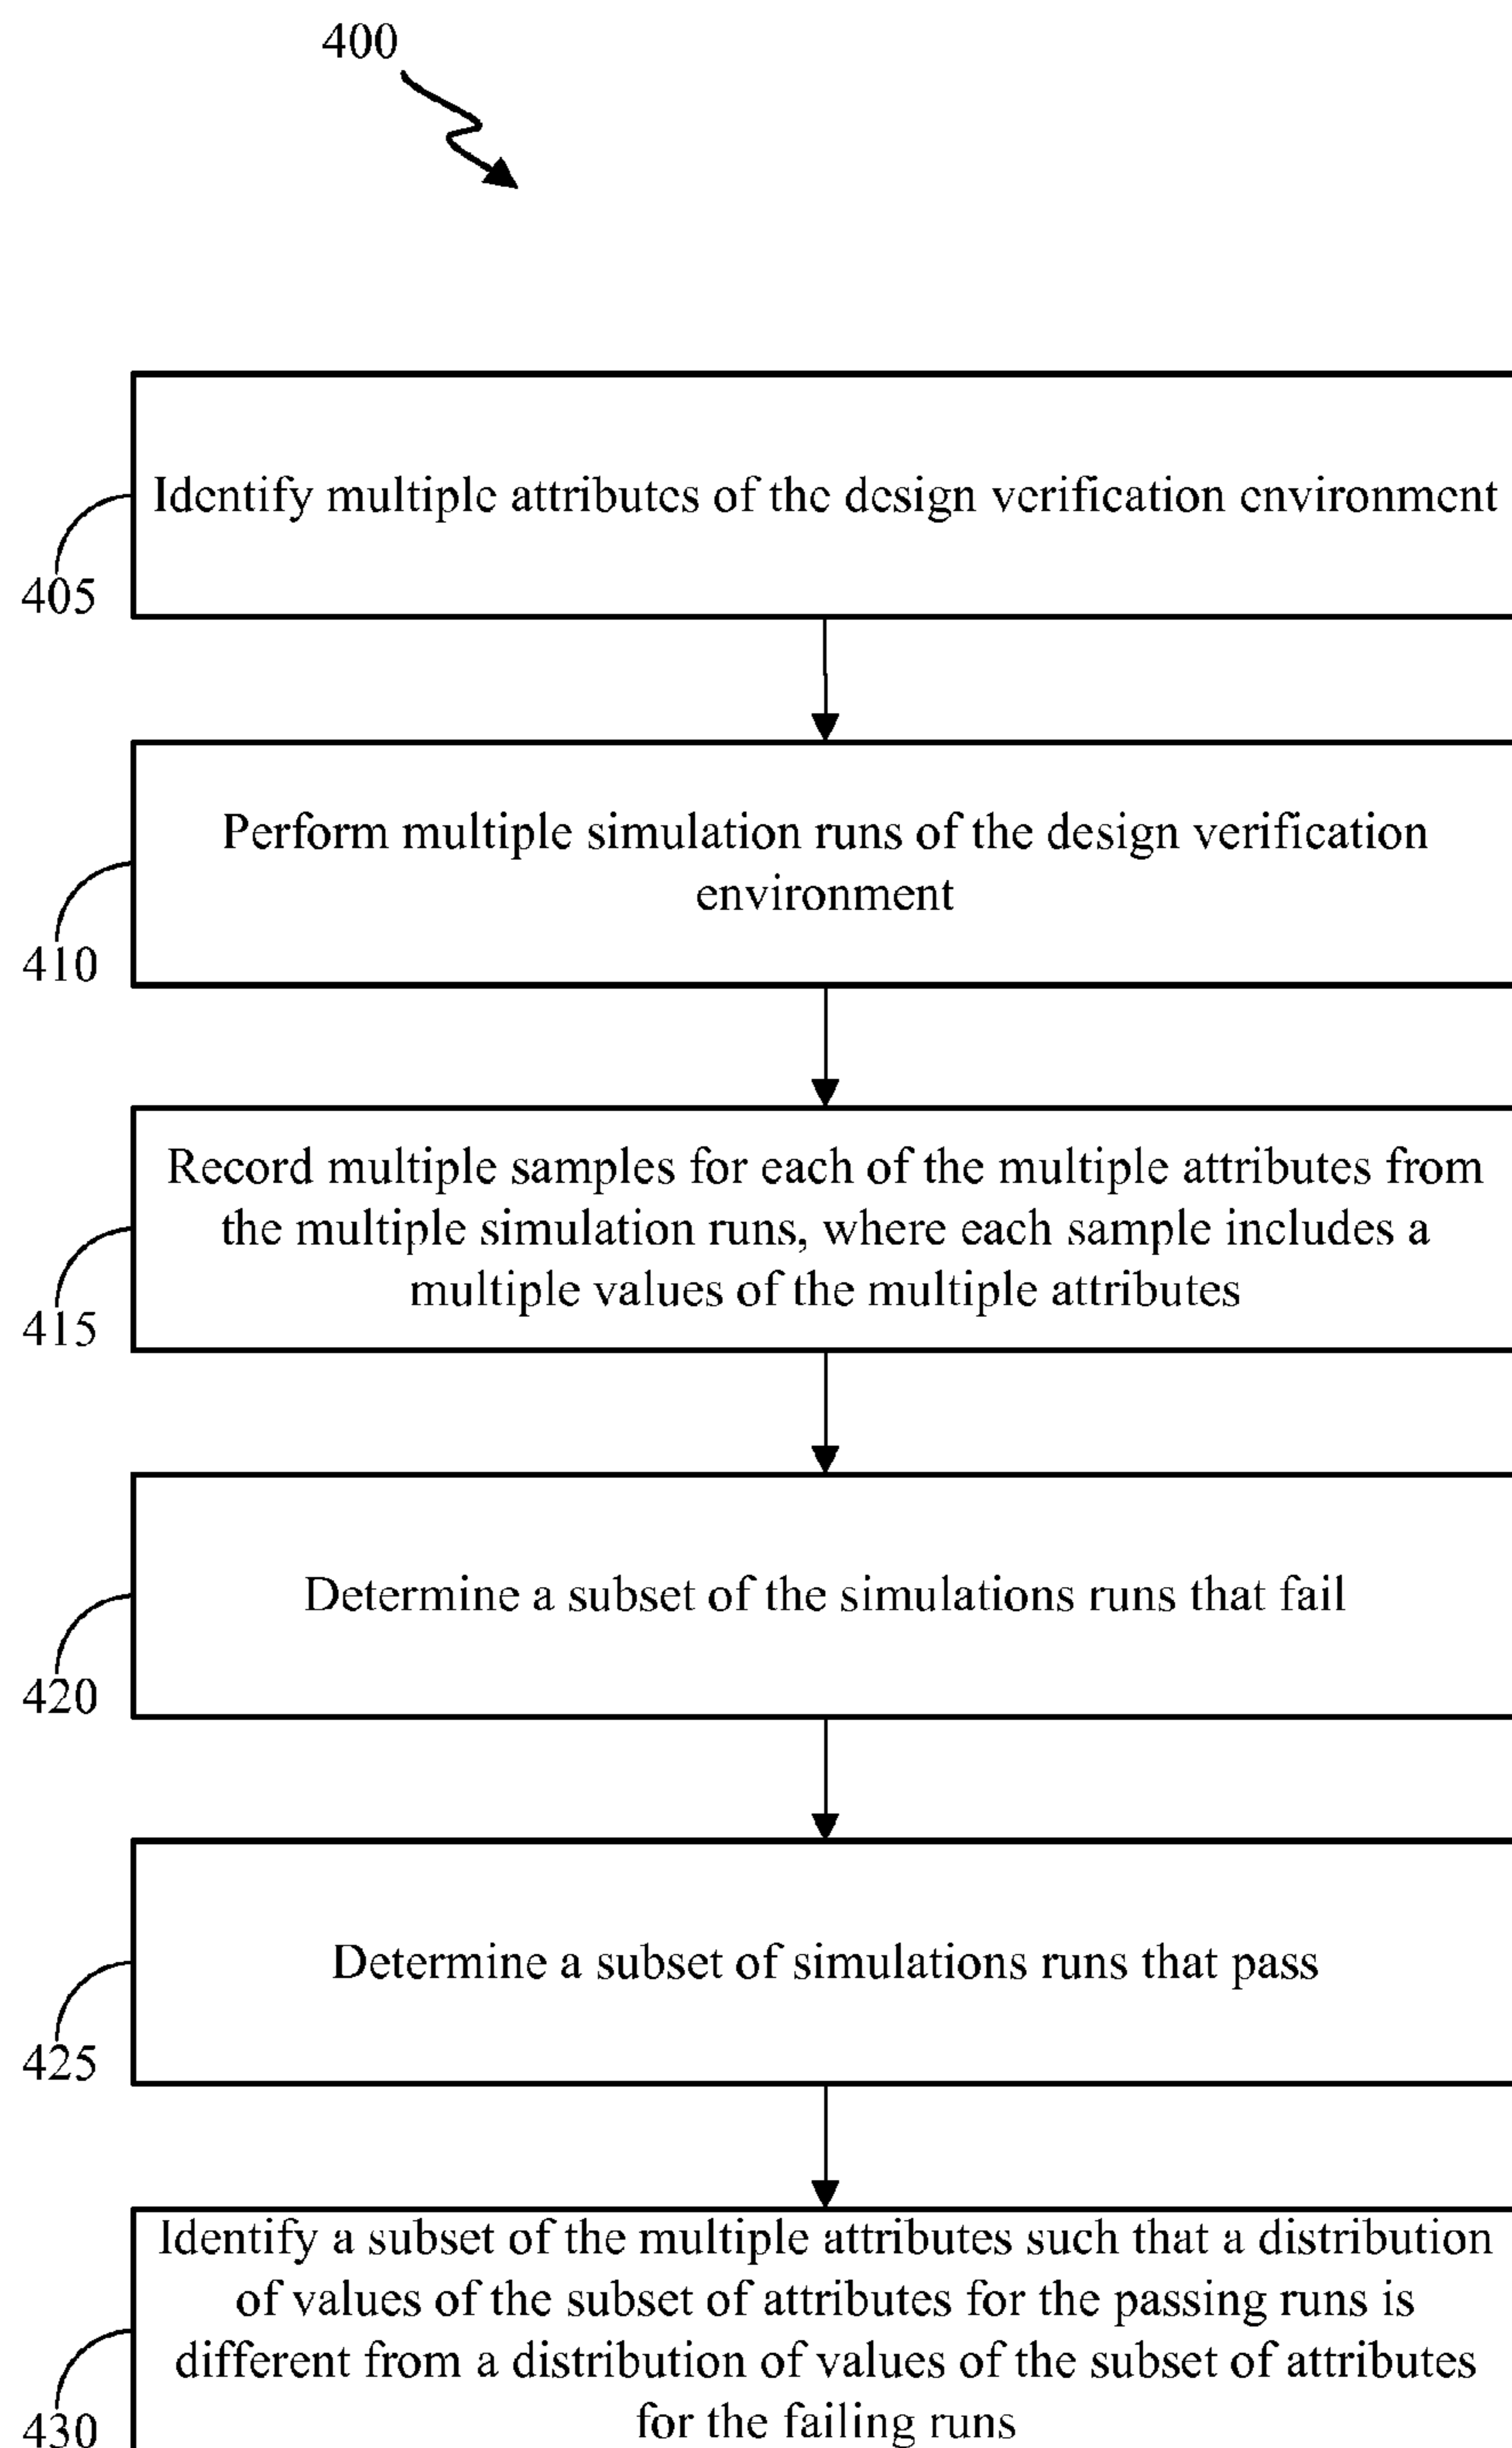 400
Identify multiple attributes of the design verification environment
405
Perform multiple simulation runs of the design verification
environment
410
Record multiple samples for each of the multiple attributes from
the multiple simulation runs, where each sample includes a
multiple values of the multiple attributes
415
Determine a subset of the simulations runs that fail
420
Determine a subset of simulations runs that pass
425
Identify a subset of the multiple attributes such that a distribution
of values of the subset of attributes for the passing runs is
different from a distribution of values of the subset of attributes
for the failing runs
430